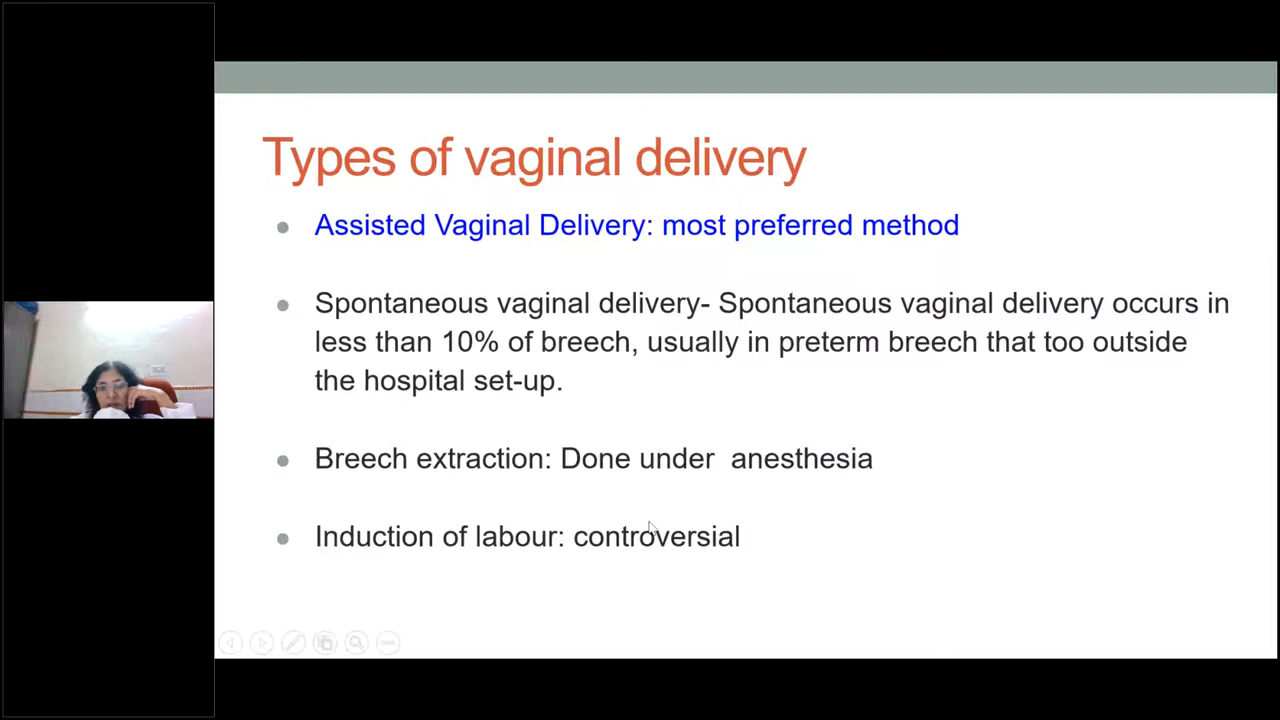 Types of vaginal delivery
Assisted Vaginal Delivery: most preferred method
Spontaneous vaginal delivery- Spontaneous vaginal delivery occurs in
less than 10% of breech, usually in preterm breech that too outside
the hospital set-up.
Breech extraction: Done under anesthesia
Induction of labour: controversial